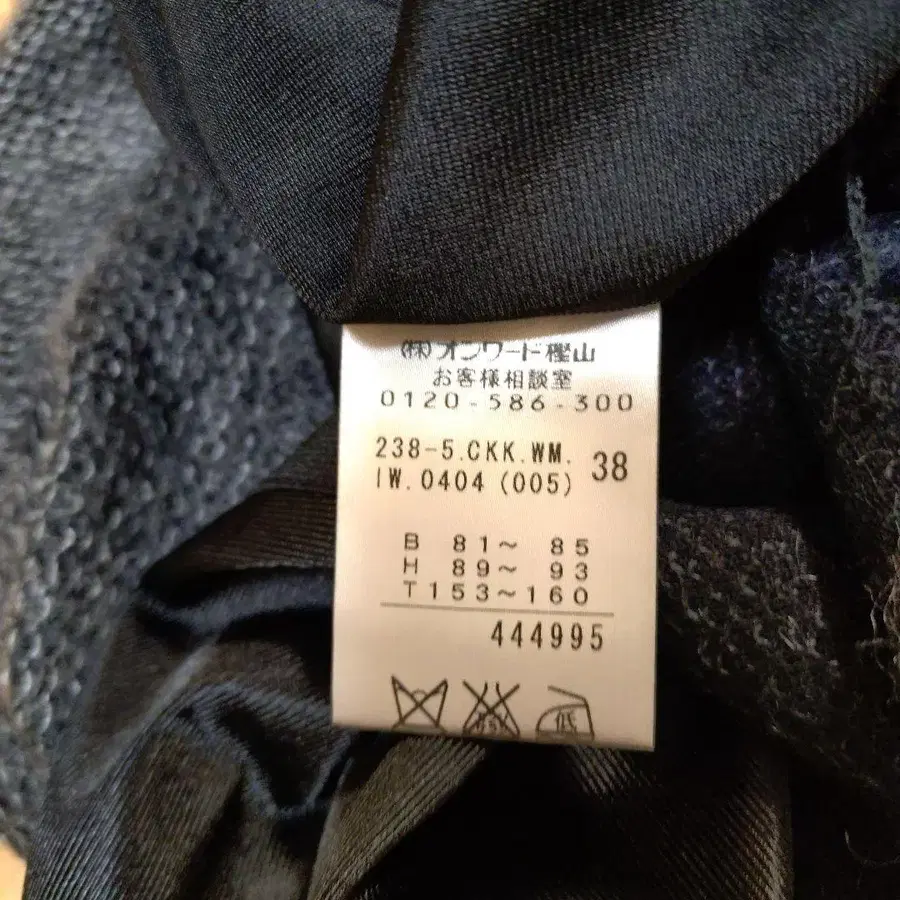 (株)オンワード樫山
お客様相談室
0120-586-300
238-5.CKK.WM.
IW.0404 (005)
38
B 81~ 85
H 89~ 93
T153~160
444995
低